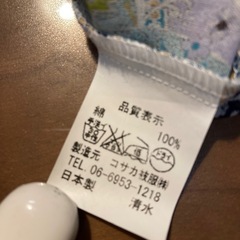 品質表示
綿 100%
製造元 コサカ被服㈱
TEL. 06-6953-1218
日本製 清水